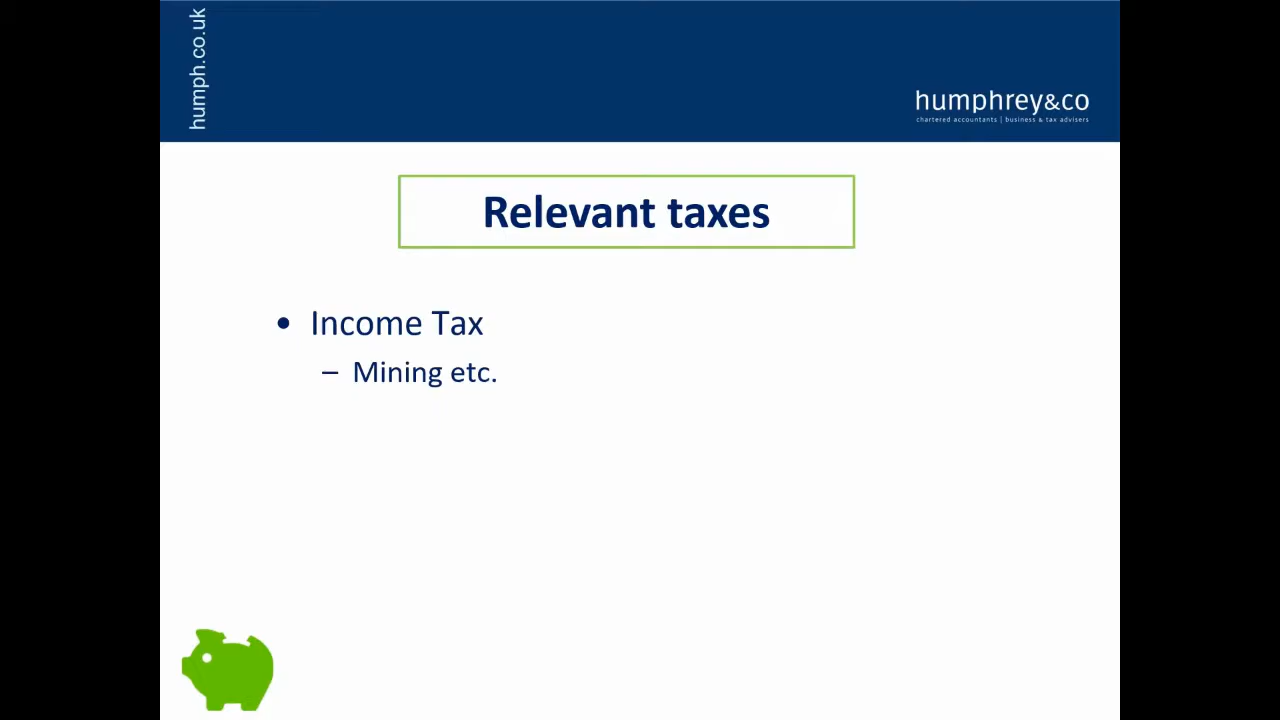 humph.co.uk
humphrey&co
chartered accountants | business & tax advisers
Relevant taxes
• Income Tax
– Mining etc.